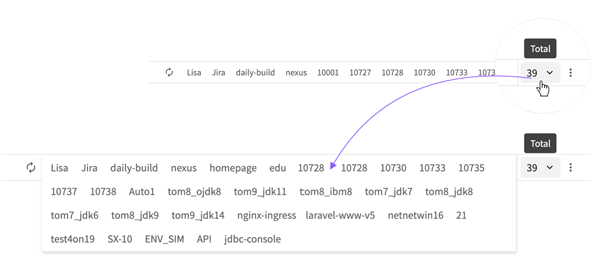 Total
Lisa Jira daily-build nexus 10001 10727 10728 10730 10733 1073 39
Total
Lisa Jira daily-build nexus homepage edu 10728 10728 10730 10733 10735 39
10737 10738 Auto1 tom8_ojdk8 tom9_jdk11 tom8_ibm8 tom7_jdk7 tom8_jdk8
tom7_jdk6 tom8_jdk9 tom9_jdk14 nginx-ingress laravel-www-v5 netnetwin16 21
test4on19 SX-10 ENV_SIM API jdbc-console